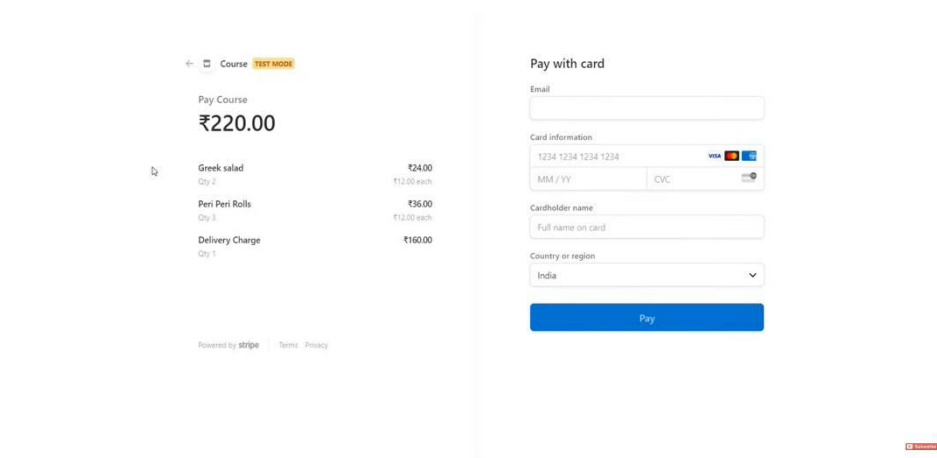 Course TEST MODE
Pay Course
₹220.00
Greek salad ₹24.00
Qty 2 ₹12.00 each
Peri Peri Rolls ₹36.00
Qty 3 ₹12.00 each
Delivery Charge ₹160.00
Qty 1
Powered by stripe Terms Privacy
Pay with card
Email
Card information
1234 1234 1234 1234 VISA
MM / YY CVC
Cardholder name
Full name on card
Country or region
India
Pay